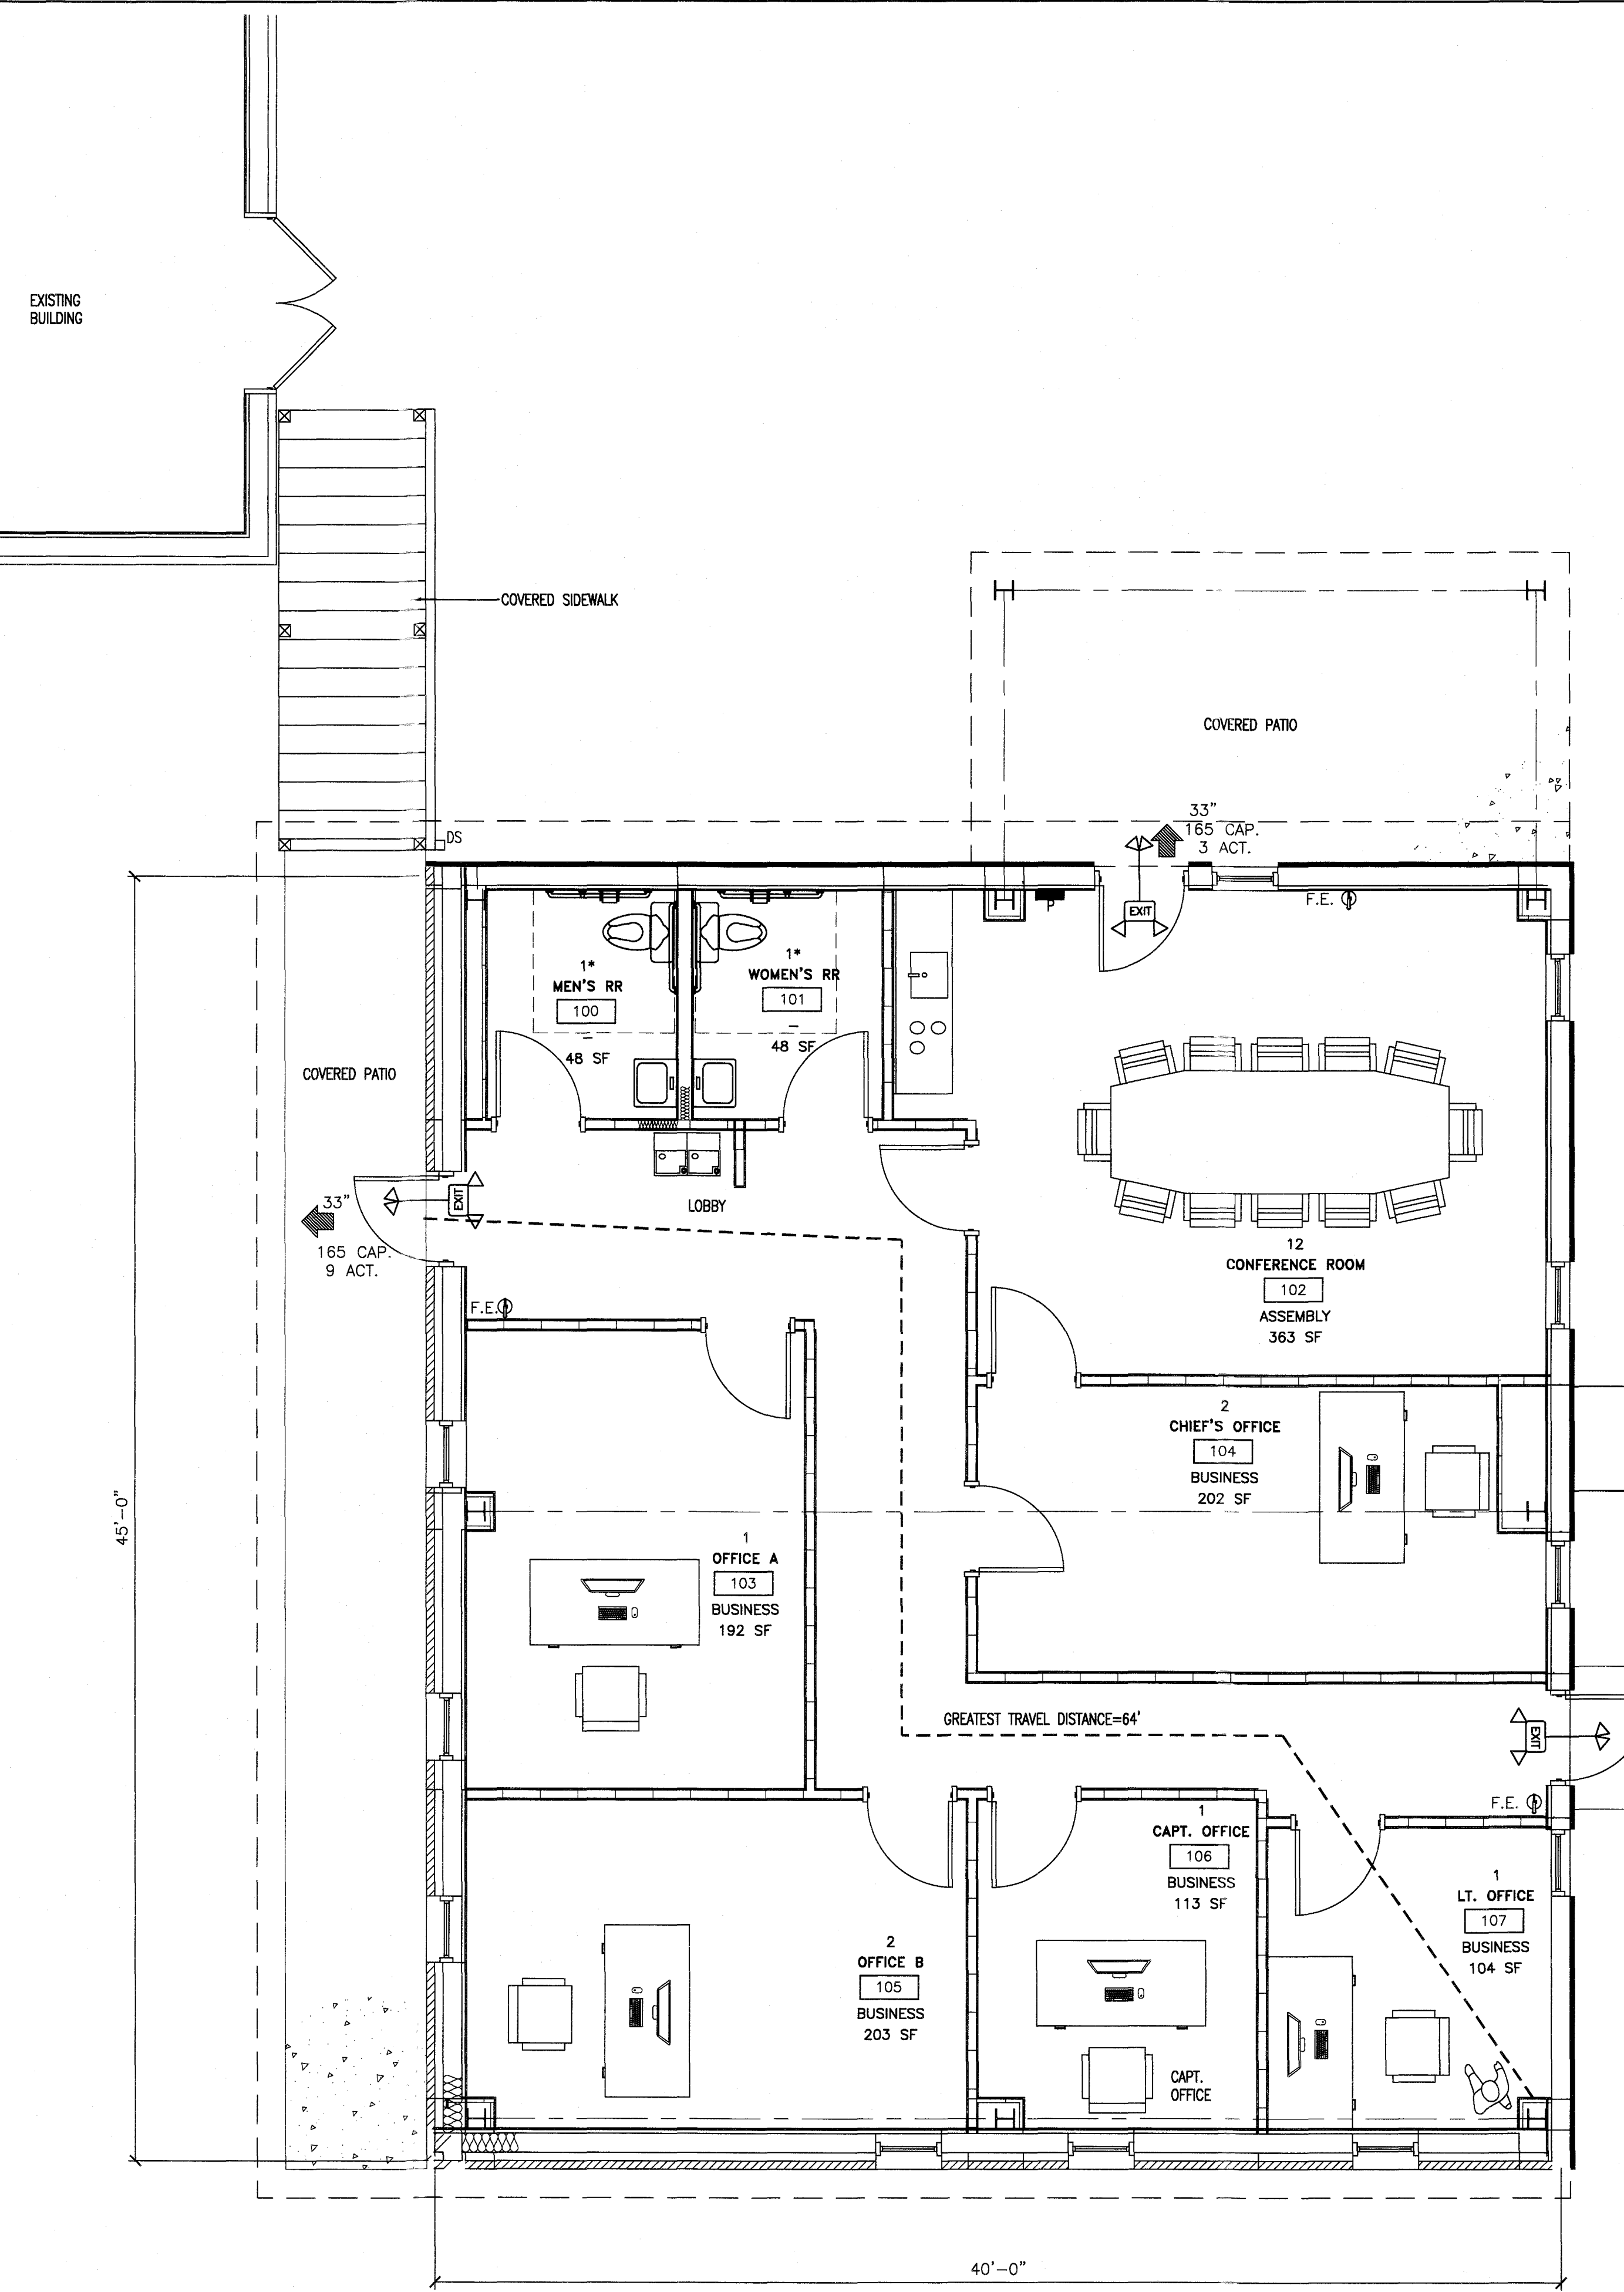 EXISTING
BUILDING
COVERED SIDEWALK
COVERED PATIO
33"
165 CAP.
3 ACT.
DS
EXIT
P
F.E.
1*
MEN'S RR
100
–
48 SF
1*
WOMEN'S RR
101
–
48 SF
COVERED PATIO
EXIT
33"
165 CAP.
9 ACT.
LOBBY
12
CONFERENCE ROOM
102
ASSEMBLY
363 SF
F.E.
2
CHIEF'S OFFICE
104
BUSINESS
202 SF
45'-0"
1
OFFICE A
103
BUSINESS
192 SF
GREATEST TRAVEL DISTANCE=64'
EXIT
F.E.
1
CAPT. OFFICE
106
BUSINESS
113 SF
1
LT. OFFICE
107
BUSINESS
104 SF
2
OFFICE B
105
BUSINESS
203 SF
CAPT.
OFFICE
40'-0"